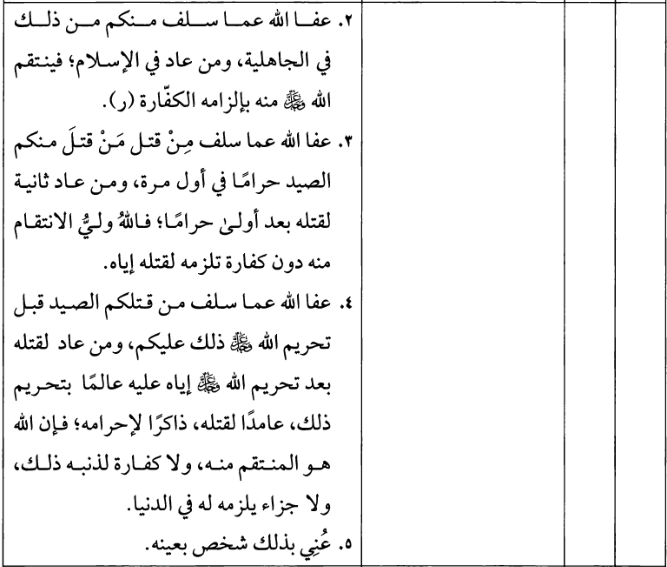 ٢. عفا الله عما سلف منكم من ذلك
في الجاهلية، ومن عاد في الإسلام؛ فينتقم
الله ﷻ منه بإلزامه الكفّارة (ر).
٣. عفا الله عما سلف مِنْ قتل مَنْ قتلَ منكم
الصيد حرامًا في أول مرة، ومن عاد ثانية
لقتله بعد أولىٰ حرامًا؛ فاللهُ وليُّ الانتقام
منه دون كفارة تلزمه لقتله إياه.
٤. عفا الله عما سلف من قتلكم الصيد قبل
تحريم الله ﷻ ذلك عليكم، ومن عاد لقتله
بعد تحريم الله ﷻ إياه عليه عالمًا بتحريم
ذلك، عامدًا لقتله، ذاكرًا لإحرامه؛ فإن الله
هو المنتقم منه، ولا كفارة لذنبه ذلك،
ولا جزاء يلزمه له في الدنيا.
٥. عُنِي بذلك شخص بعينه.